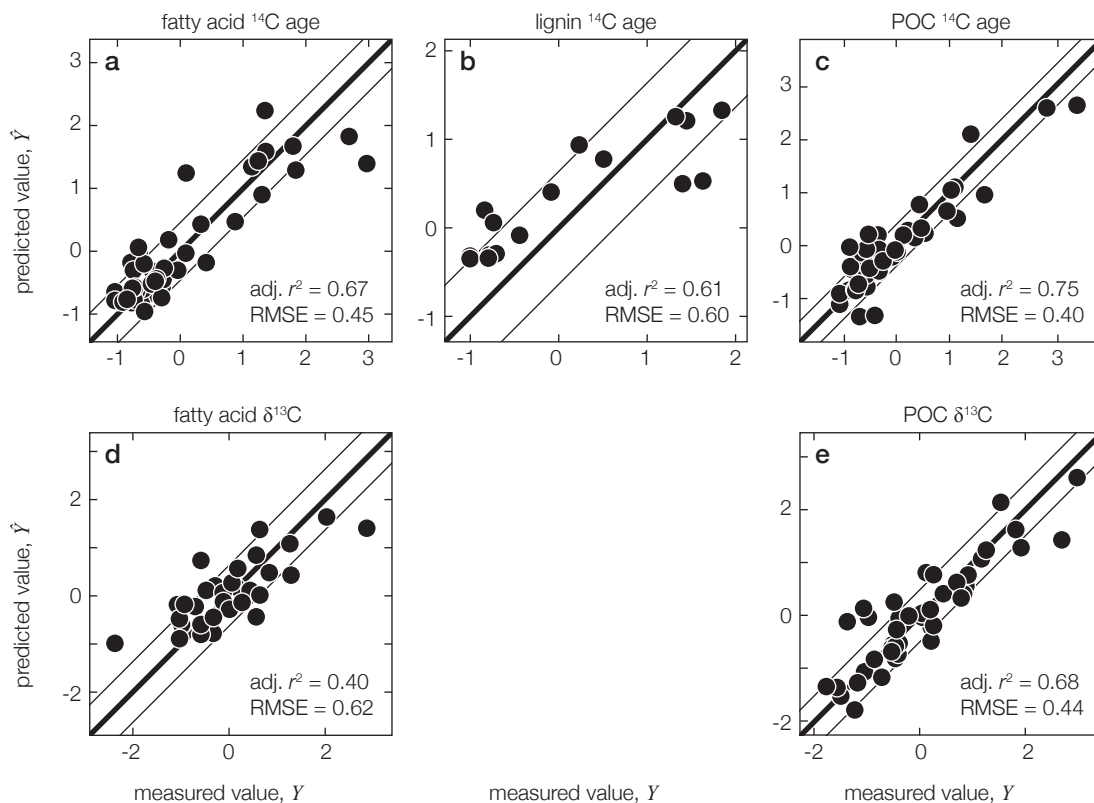 fatty acid ¹⁴C age
lignin ¹⁴C age
POC ¹⁴C age
predicted value, Ŷ
a
3
2
1
0
-1
adj. r² = 0.67
RMSE = 0.45
-1 0 1 2 3
b
2
1
0
-1
adj. r² = 0.61
RMSE = 0.60
-1 0 1 2
c
3
2
1
0
-1
adj. r² = 0.75
RMSE = 0.40
-1 0 1 2 3
fatty acid δ¹³C
POC δ¹³C
predicted value, Ŷ
d
2
0
-2
adj. r² = 0.40
RMSE = 0.62
-2 0 2
e
2
0
-2
adj. r² = 0.68
RMSE = 0.44
-2 0 2
measured value, Y
measured value, Y
measured value, Y